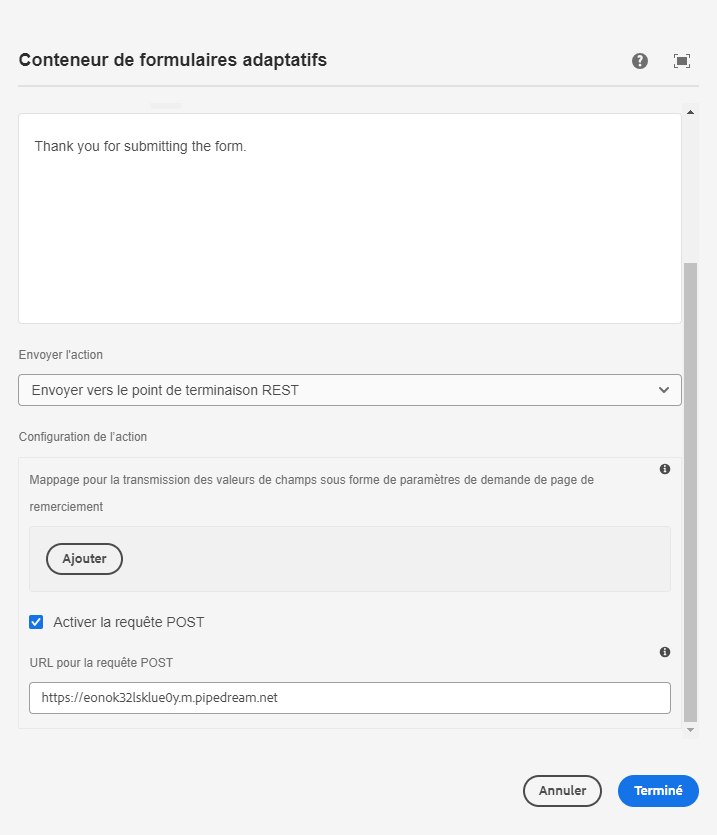 Conteneur de formulaires adaptatifs
Thank you for submitting the form.
Envoyer l'action
Envoyer vers le point de terminaison REST
Configuration de l’action
Mappage pour la transmission des valeurs de champs sous forme de paramètres de demande de page de
remerciement
Ajouter
Activer la requête POST
URL pour la requête POST
https://eonok32lsklue0y.m.pipedream.net
Annuler
Terminé